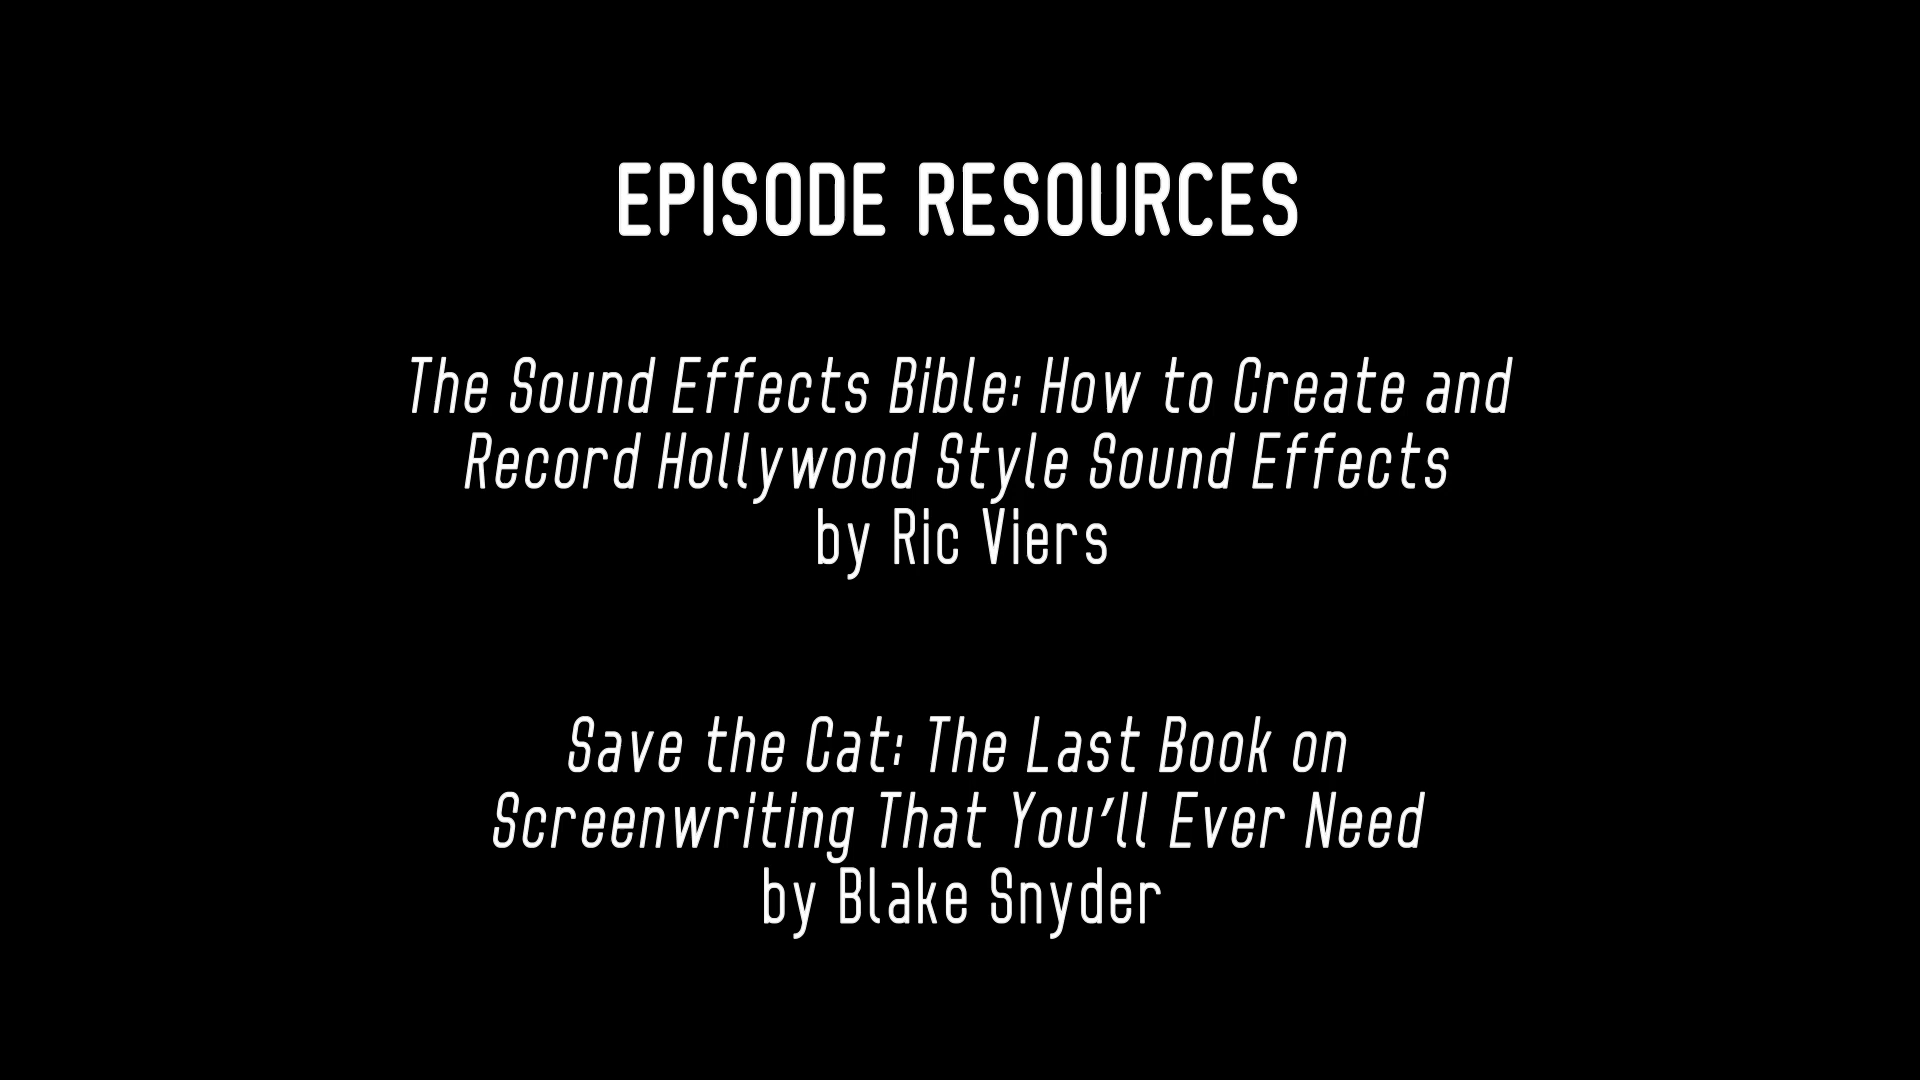 EPISODE RESOURCES
The Sound Effects Bible: How to Create and
Record Hollywood Style Sound Effects
by Ric Viers
Save the Cat: The Last Book on
Screenwriting That You'll Ever Need
by Blake Snyder